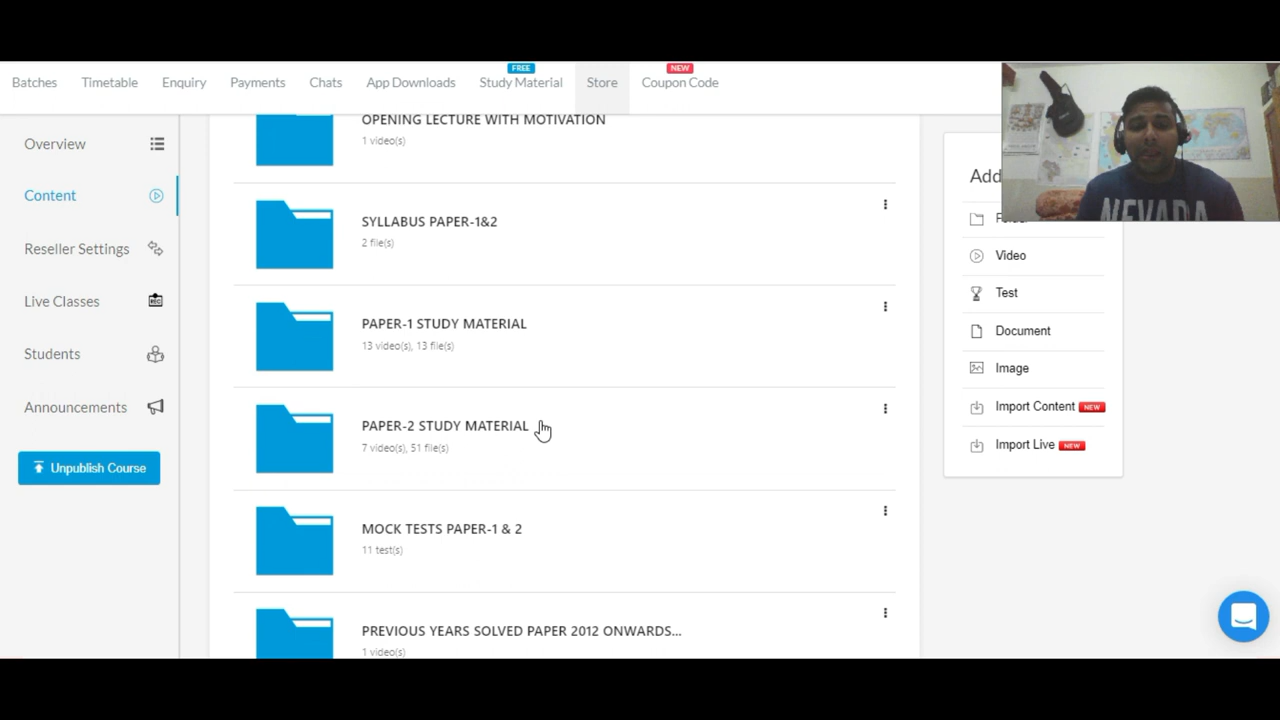 FREE
NEW
Batches
Timetable
Enquiry
Payments
Chats
App Downloads
Study Material
Store
Coupon Code
Overview
Content
Reseller Settings
Live Classes
REC
Students
Announcements
Unpublish Course
OPENING LECTURE WITH MOTIVATION
1 video(s)
SYLLABUS PAPER-1&2
2 file(s)
PAPER-1 STUDY MATERIAL
13 video(s), 13 file(s)
PAPER-2 STUDY MATERIAL
7 video(s), 51 file(s)
MOCK TESTS PAPER-1 & 2
11 test(s)
PREVIOUS YEARS SOLVED PAPER 2012 ONWARDS...
1 video(s)
Add
Video
Test
Document
Image
Import Content NEW
Import Live NEW
NEVADA